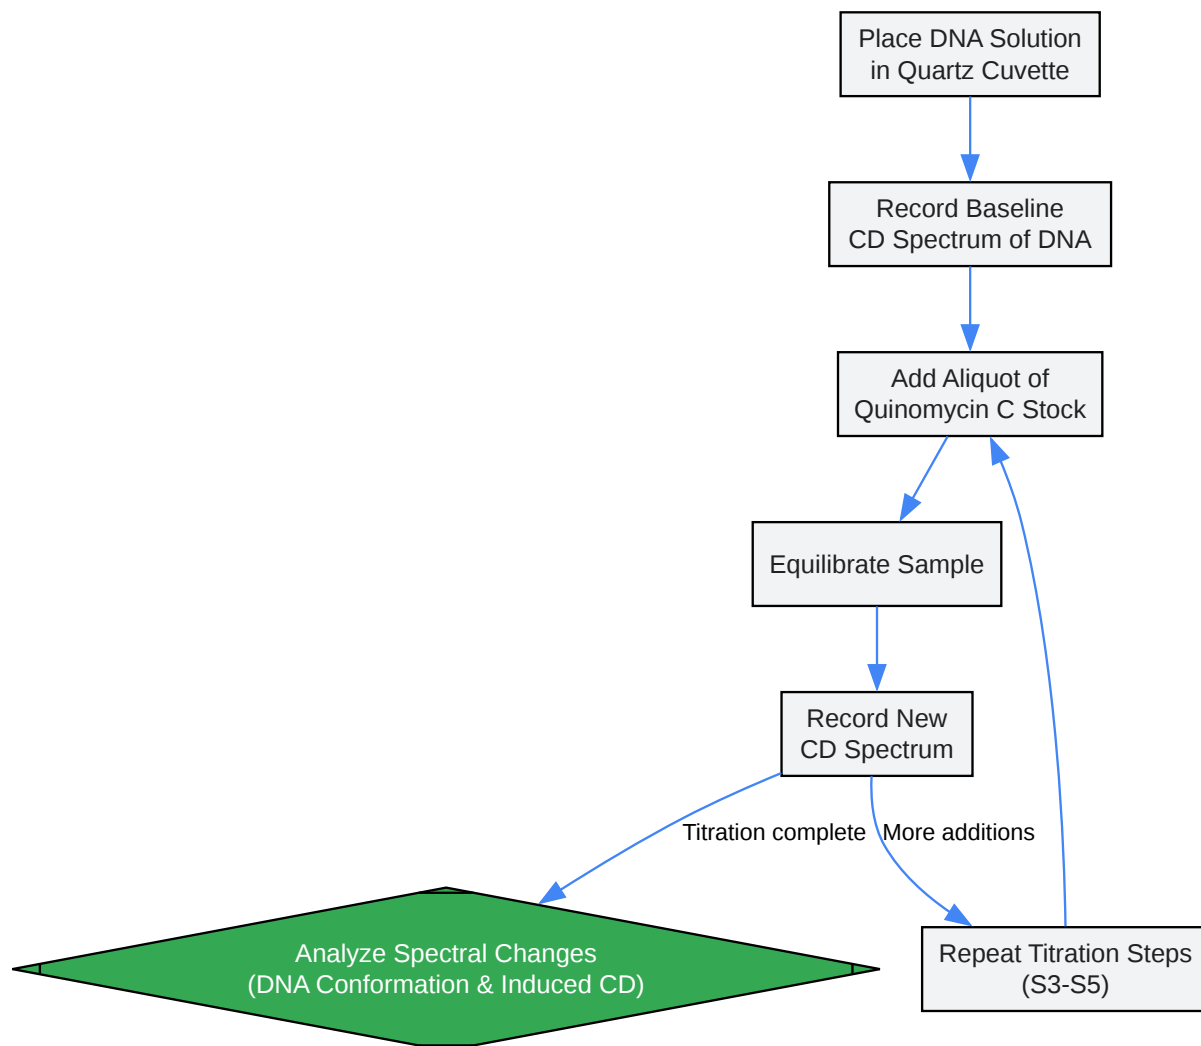 Place DNA Solution
in Quartz Cuvette
Record Baseline
CD Spectrum of DNA
Add Aliquot of
Quinomycin C Stock
Equilibrate Sample
Record New
CD Spectrum
Titration complete
More additions
Analyze Spectral Changes
(DNA Conformation & Induced CD)
Repeat Titration Steps
(S3-S5)